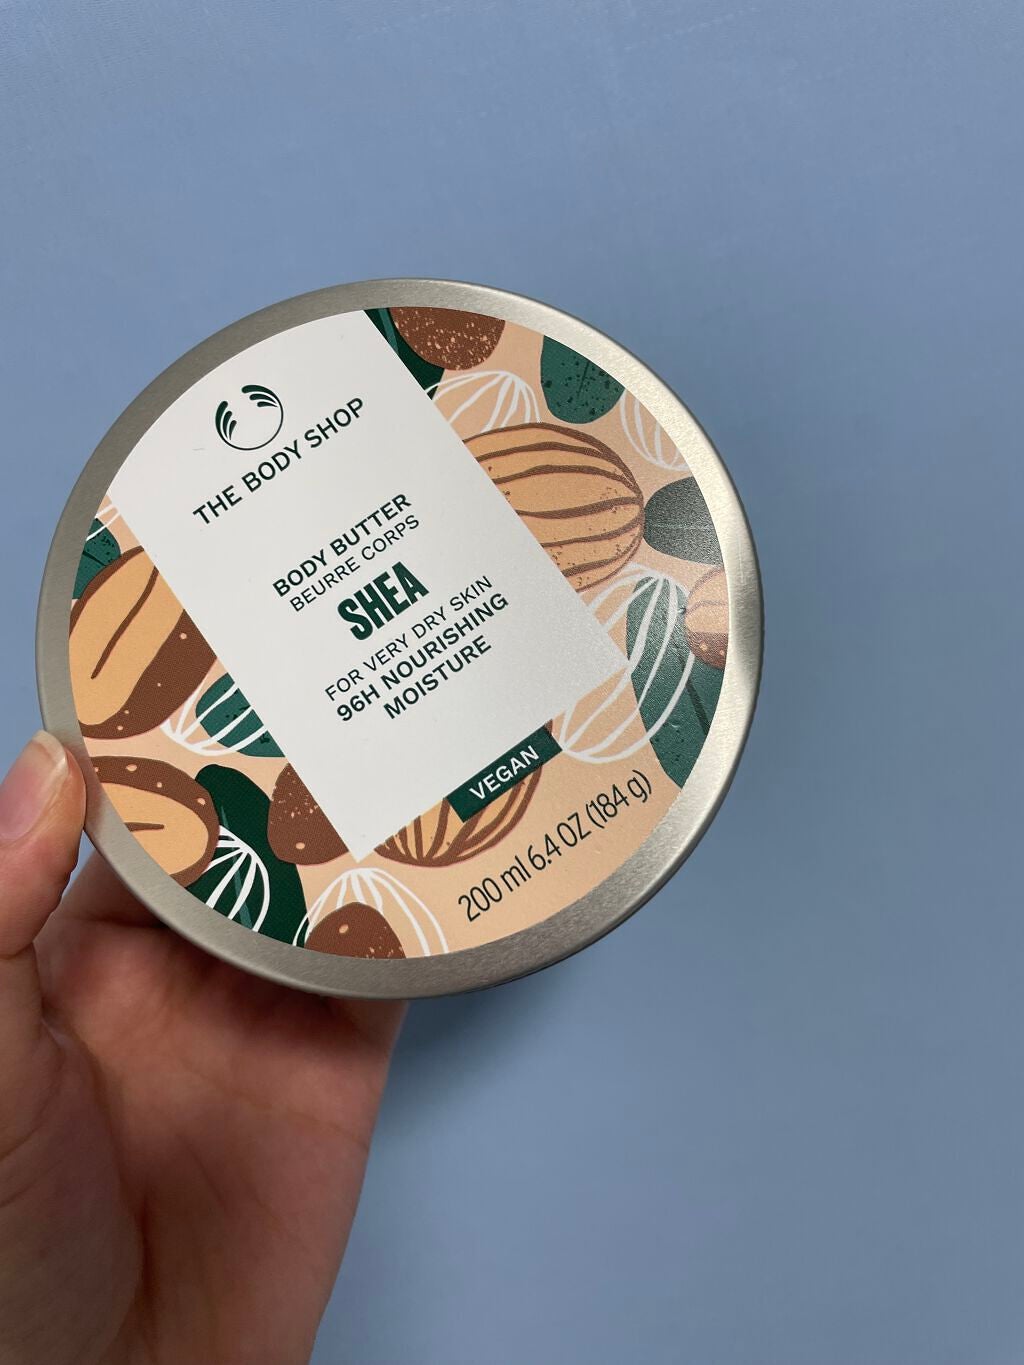 THE BODY SHOP
BODY BUTTER
BEURRE CORPS
SHEA
FOR VERY DRY SKIN
96H NOURISHING
MOISTURE
VEGAN
200 ml 6.4 OZ (184 g)